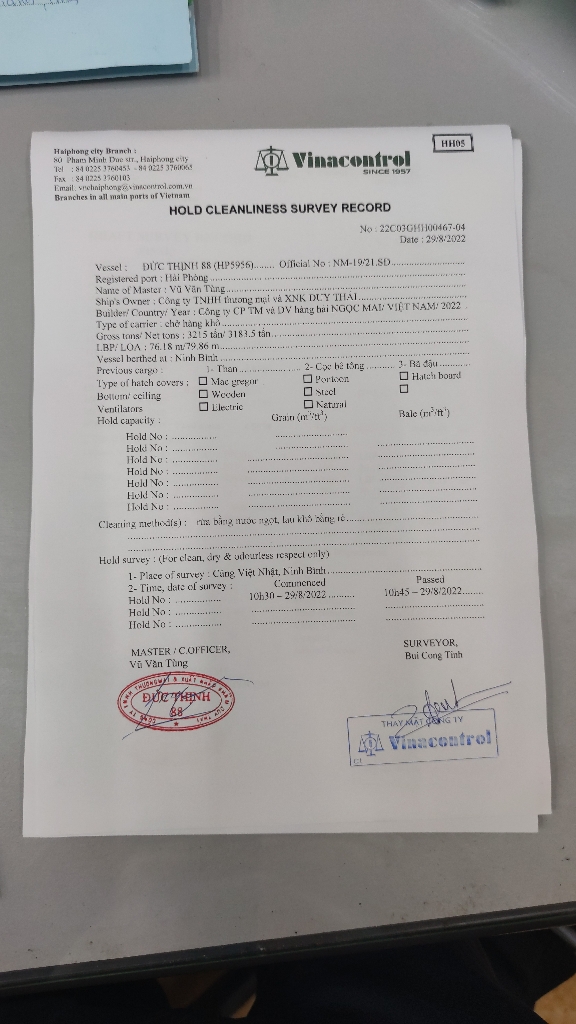 Haiphong city Branch :
80 Pham Minh Duc str., Haiphong city
Tel : 84 0225 3760453 - 84 0225 3760065
Fax : 84 0225 3760103
Email: vnchaiphong@vinacontrol.com.vn
Branches in all main ports of Vietnam
Vinacontrol
SINCE 1957
HH05
HOLD CLEANLINESS SURVEY RECORD
No : 22C03GHH00467-04
Date : 29/8/2022
Vessel : ĐỨC THỊNH 88 (HP5956)........ Official No : NM-19/21.SD
Registered port : Hải Phòng
Name of Master : Vũ Văn Tùng
Ship's Owner : Công ty TNHH thương mại và XNK DUY THAI
Builder/ Country/ Year : Công ty CP TM và DV hàng hải NGỌC MAI/ VIỆT NAM/ 2022
Type of carrier : chở hàng khô
Gross tons/ Net tons : 3215 tấn/ 3183.5 tấn
LBP/ LOA : 76.18 m/79.86 m
Vessel berthed at : Ninh Bình
Previous cargo : 1- Than 2- Cọc bê tông 3- Bã đậu
Type of hatch covers : ☐ Mac gregor ☐ Pontoon ☐ Hatch board
Bottom/ ceiling ☐ Wooden ☐ Steel ☐
Ventilators ☐ Electric ☐ Natural
Hold capacity : Grain (m³/ft³) Bale (m³/ft³)
Hold No :
Hold No :
Hold No :
Hold No :
Hold No :
Hold No :
Hold No :
Cleaning method(s) : rửa bằng nước ngọt, lau khô bằng rẻ
Hold survey : (For clean, dry & odourless respect only)
1- Place of survey : Cảng Việt Nhật, Ninh Bình
2- Time, date of survey : Commenced Passed
Hold No : 10h30 – 29/8/2022 10h45 – 29/8/2022
Hold No :
Hold No :
MASTER / C.OFFICER, SURVEYOR,
Vũ Văn Tùng Bui Cong Tinh
ĐỨC THỊNH
88
THAY MẶT CÔNG TY
Vinacontrol